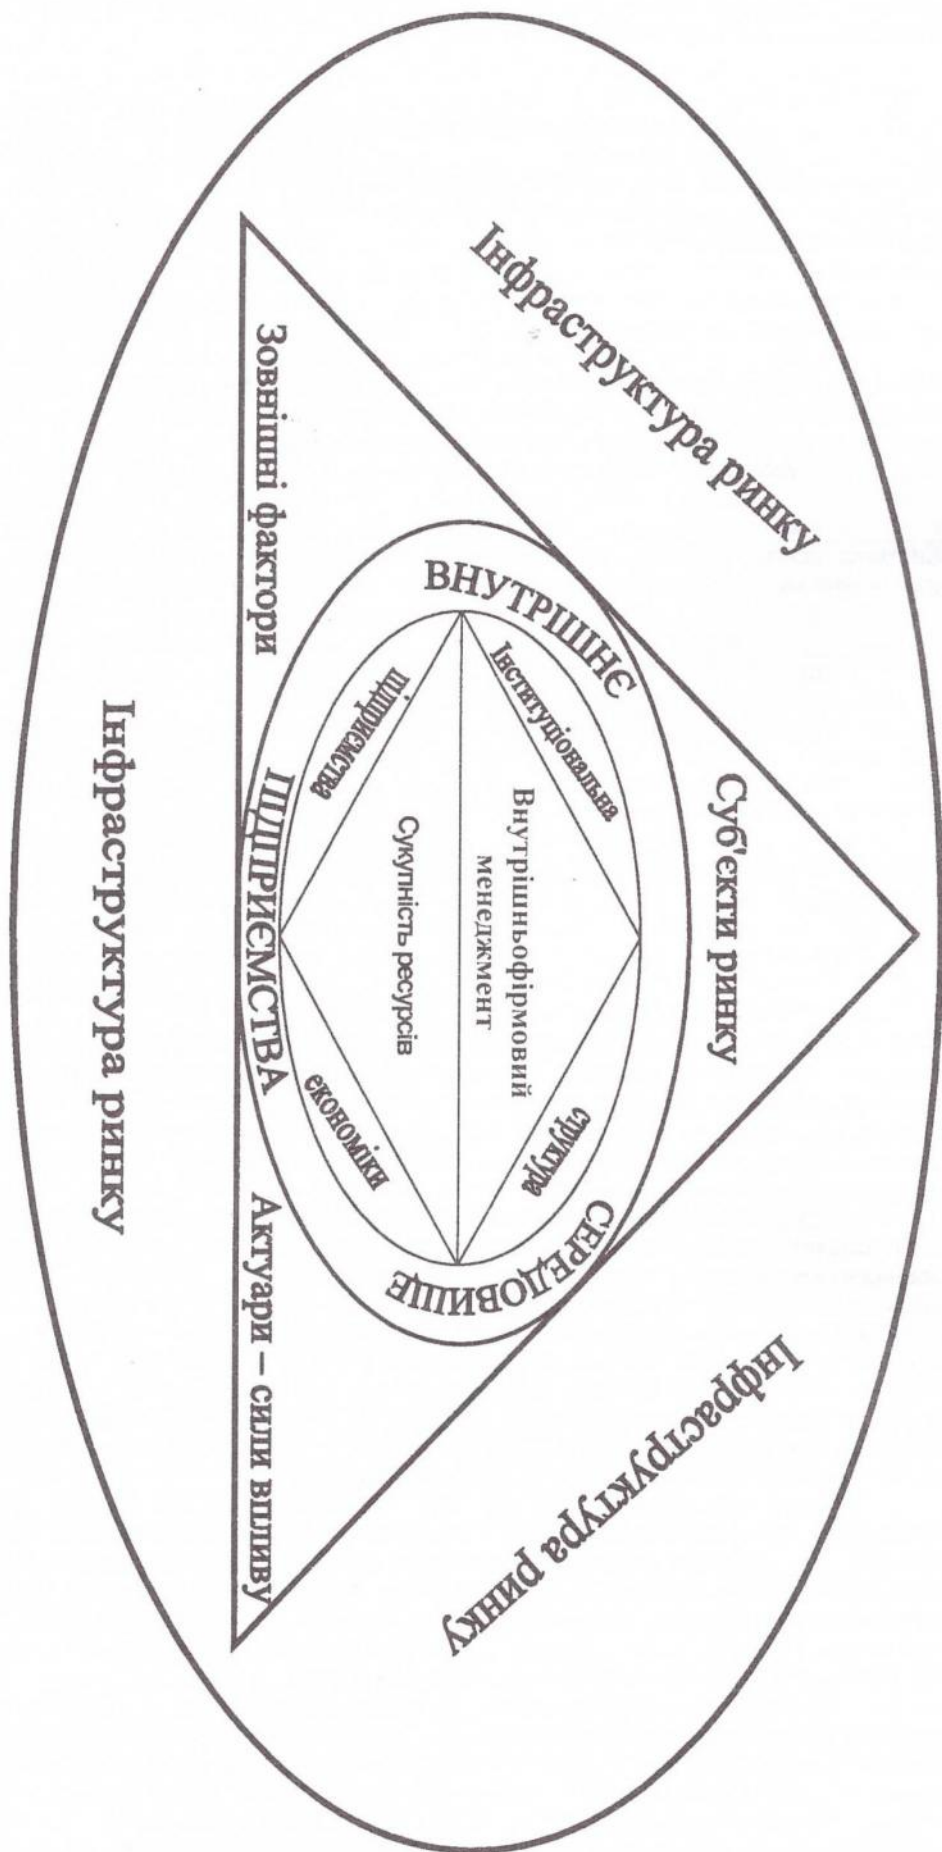 Інфраструктура ринку
Інфраструктура ринку
Суб'єкти ринку
ВНУТРІШНЄ
СЕРЕДОВИЩЕ
Інституціональна
структура
Внутрішньофірмовий
менеджмент
Сукупність ресурсів
підприємства
економіки
ПІДПРИЄМСТВА
Зовнішні фактори
Актуари – сили впливу
Інфраструктура ринку